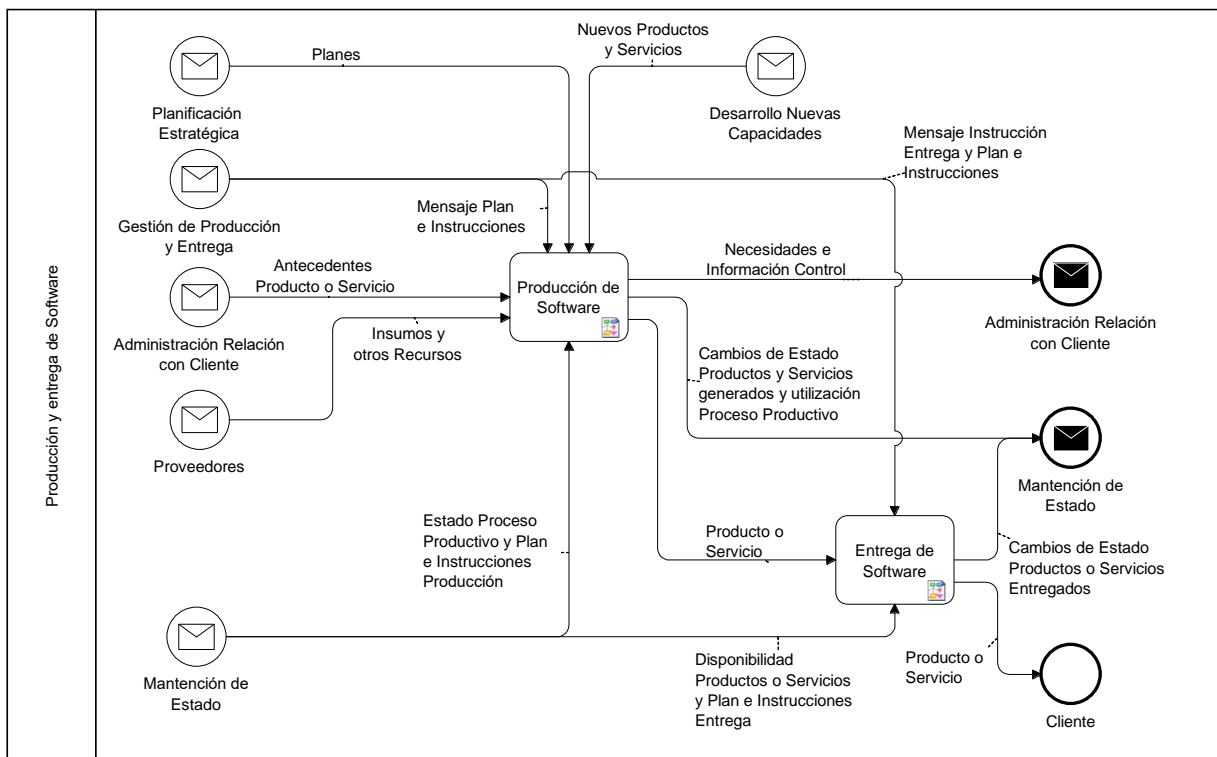 Producción y entrega de Software
Planes
Nuevos Productos
y Servicios
Planificación
Estratégica
Desarrollo Nuevas
Capacidades
Mensaje Instrucción
Entrega y Plan e
Instrucciones
Gestión de Producción
y Entrega
Mensaje Plan
e Instrucciones
Antecedentes
Producto o Servicio
Producción de
Software
Necesidades e
Información Control
Administración Relación
con Cliente
Administración Relación
con Cliente
Insumos y
otros Recursos
Cambios de Estado
Productos y Servicios
generados y utilización
Proceso Productivo
Proveedores
Mantención de
Estado
Estado Proceso
Productivo y Plan
e Instrucciones
Producción
Producto o
Servicio
Entrega de
Software
Cambios de Estado
Productos o Servicios
Entregados
Mantención de
Estado
Disponibilidad
Productos o Servicios
y Plan e Instrucciones
Entrega
Producto o
Servicio
Cliente